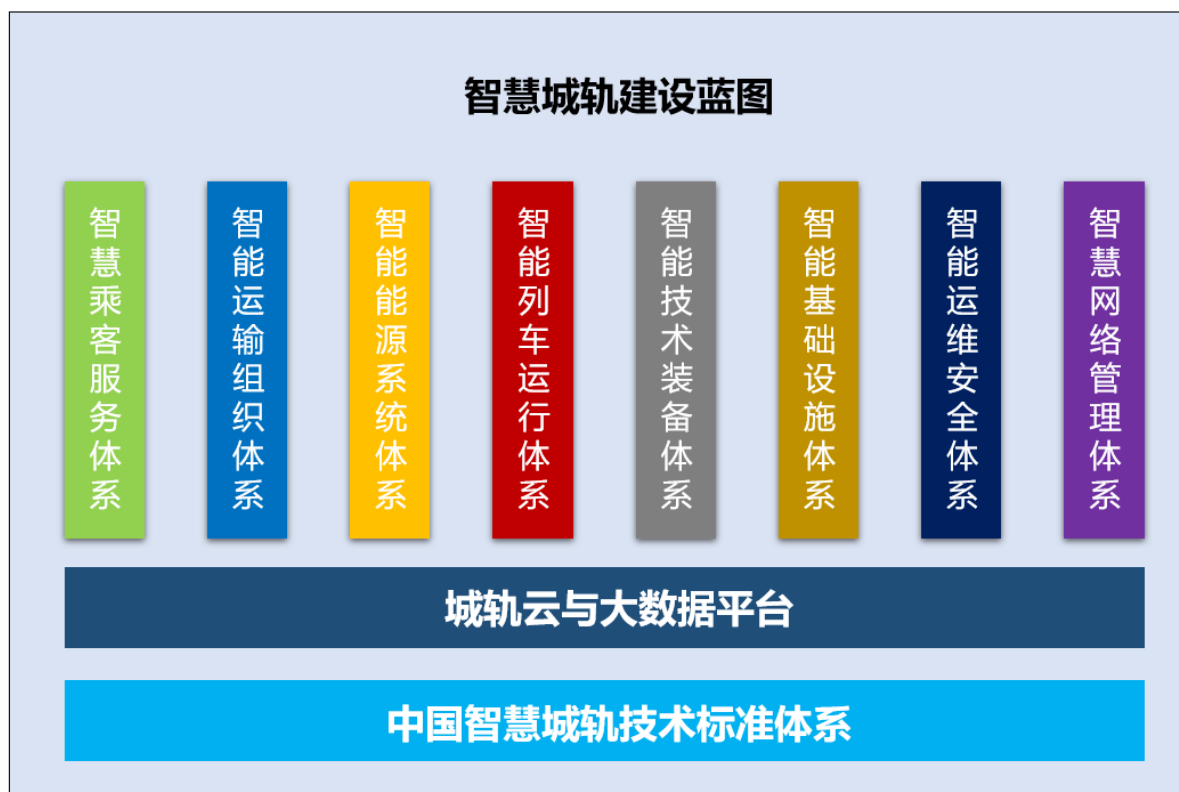 智慧城轨建设蓝图
智慧乘客服务体系
智能运输组织体系
智能能源系统体系
智能列车运行体系
智能技术装备体系
智能基础设施体系
智能运维安全体系
智慧网络管理体系
城轨云与大数据平台
中国智慧城轨技术标准体系